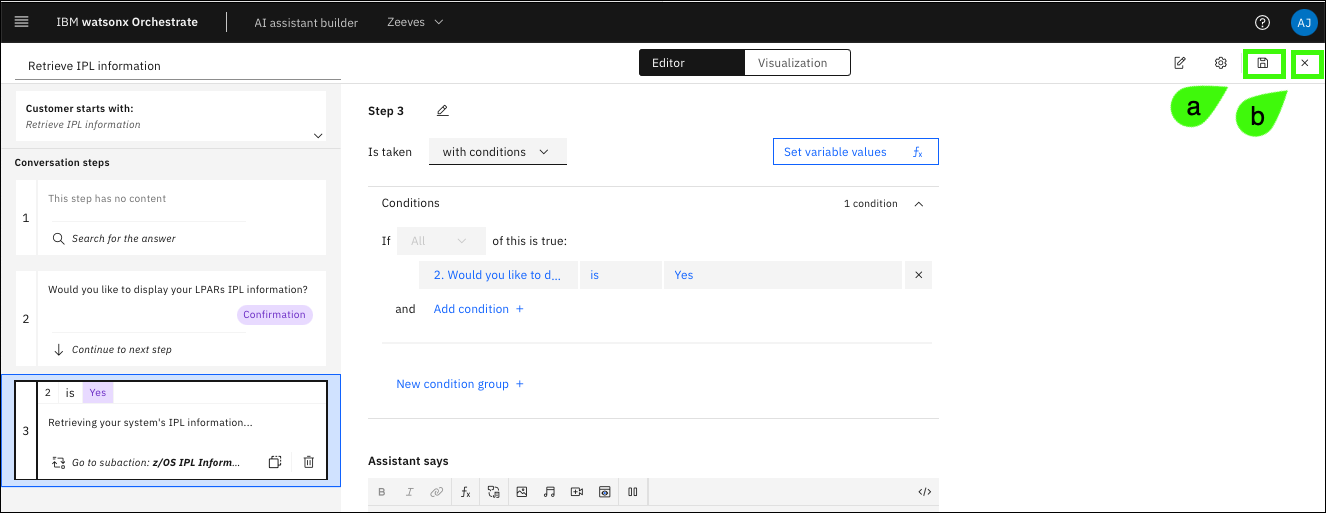 IBM watsonx Orchestrate
AI assistant builder
Zeeves
AJ
Retrieve IPL information
Editor
Visualization
a
b
Customer starts with:
Retrieve IPL information
Conversation steps
1
This step has no content
Search for the answer
2
Would you like to display your LPARs IPL information?
Confirmation
Continue to next step
2 is Yes
3
Retrieving your system's IPL information...
Go to subaction: z/OS IPL Inform...
Step 3
Is taken
with conditions
Set variable values fx
Conditions
1 condition
If All of this is true:
2. Would you like to d... is Yes
and Add condition +
New condition group +
Assistant says
B I fx </>